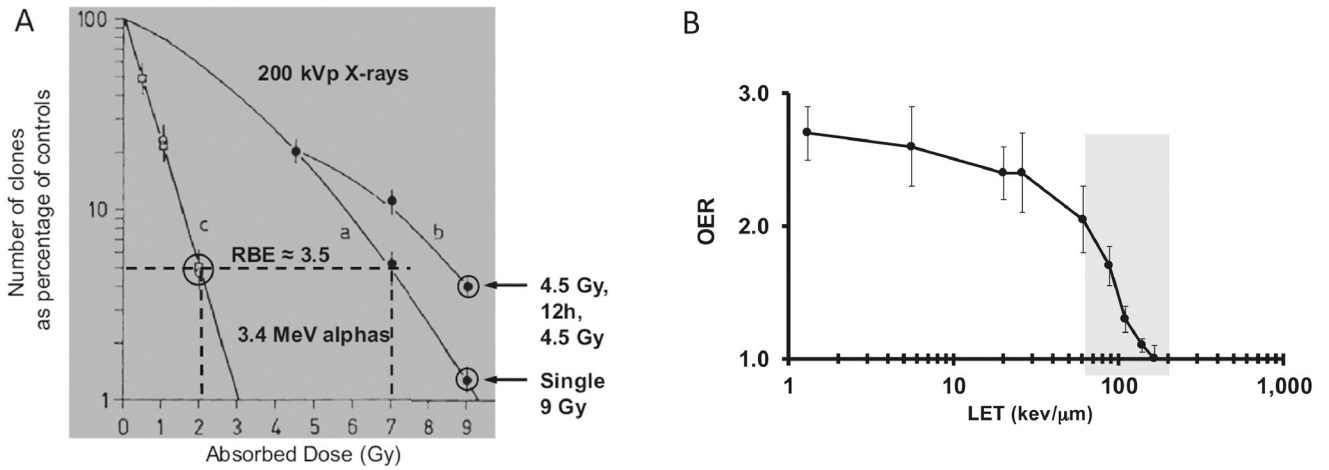 A
Number of clones
as percentage of controls
100
10
1
200 kVp X-rays
c
a
b
RBE ≈ 3.5
3.4 MeV alphas
4.5 Gy,
12h,
4.5 Gy
Single
9 Gy
0 1 2 3 4 5 6 7 8 9
Absorbed Dose (Gy)
B
OER
3.0
2.0
1.0
1 10 100 1,000
LET (kev/μm)